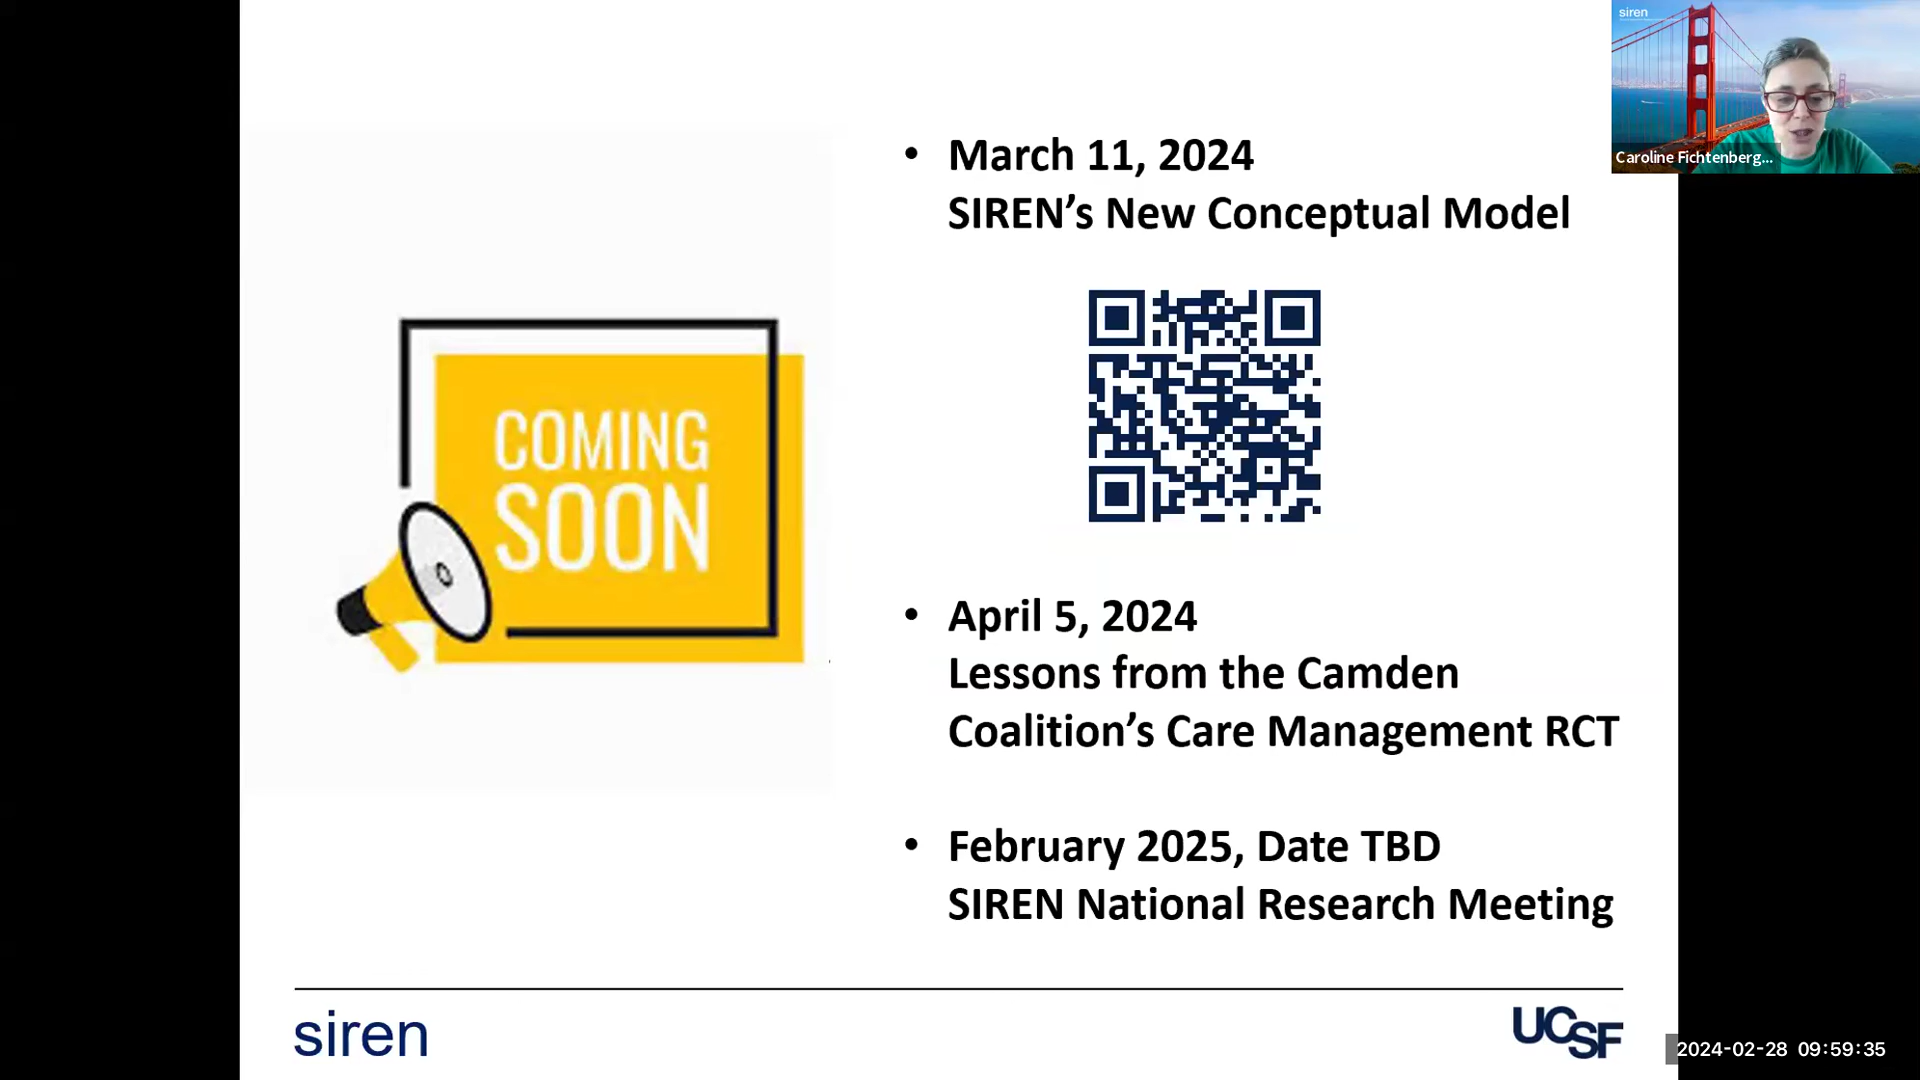 siren
Caroline Fichtenberg...
• March 11, 2024
SIREN’s New Conceptual Model
COMING
SOON
• April 5, 2024
Lessons from the Camden
Coalition’s Care Management RCT
• February 2025, Date TBD
SIREN National Research Meeting
siren
UCSF
2024-02-28 09:59:35